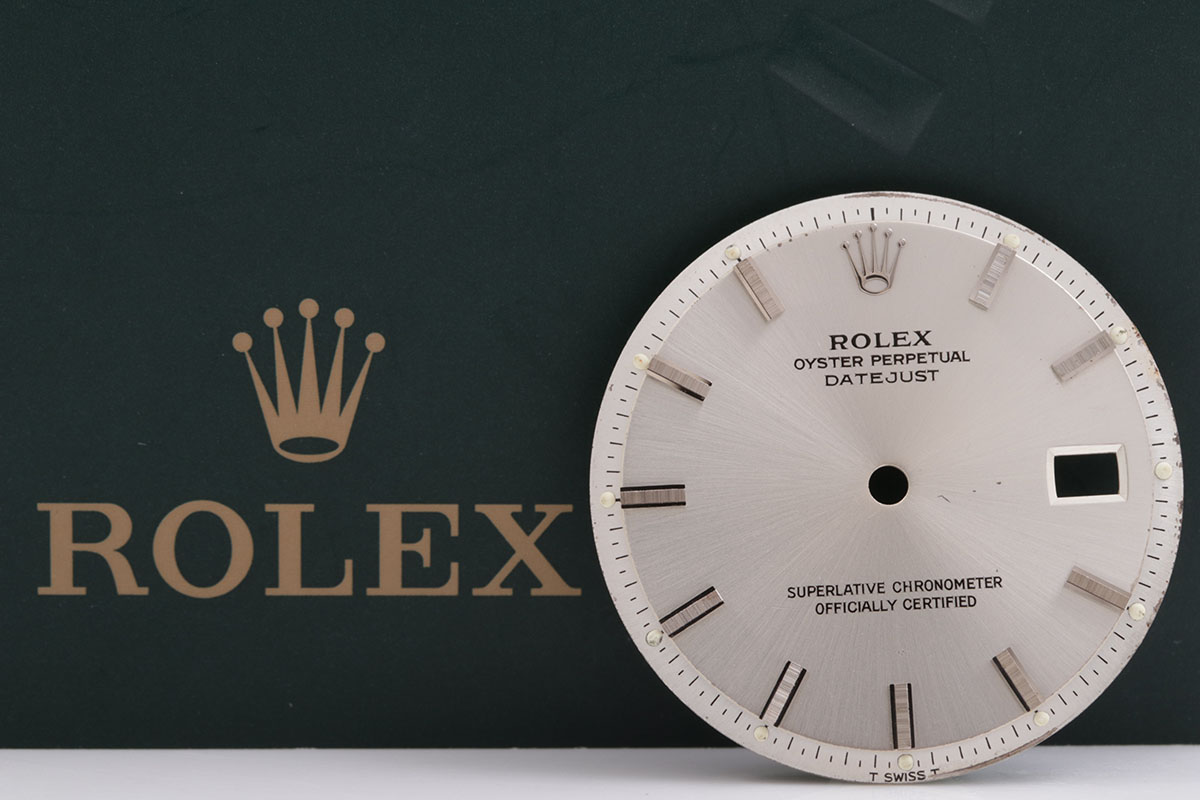 ROLEX
ROLEX
OYSTER PERPETUAL
DATEJUST
SUPERLATIVE CHRONOMETER
OFFICIALLY CERTIFIED
T SWISS T